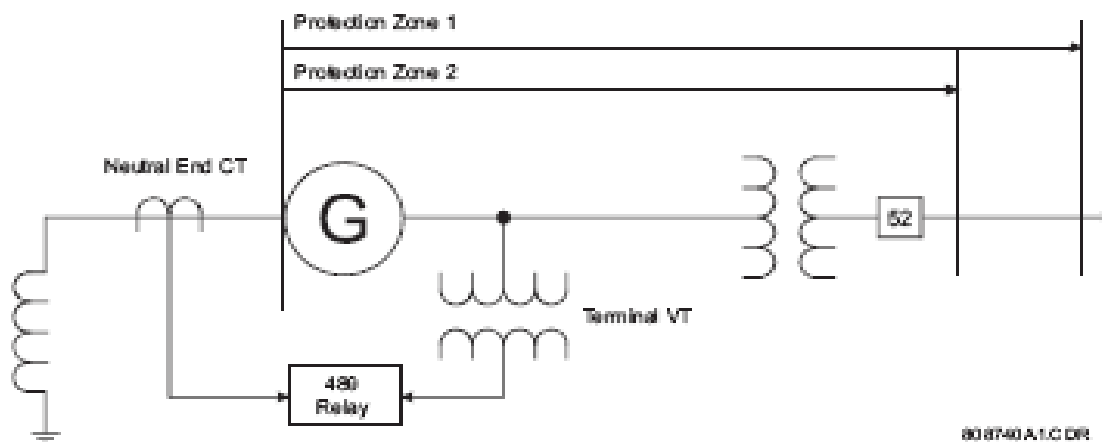 Protection Zone 1
Protection Zone 2
Neutral End CT
G
52
Terminal VT
489
Relay
808740A1.CDR